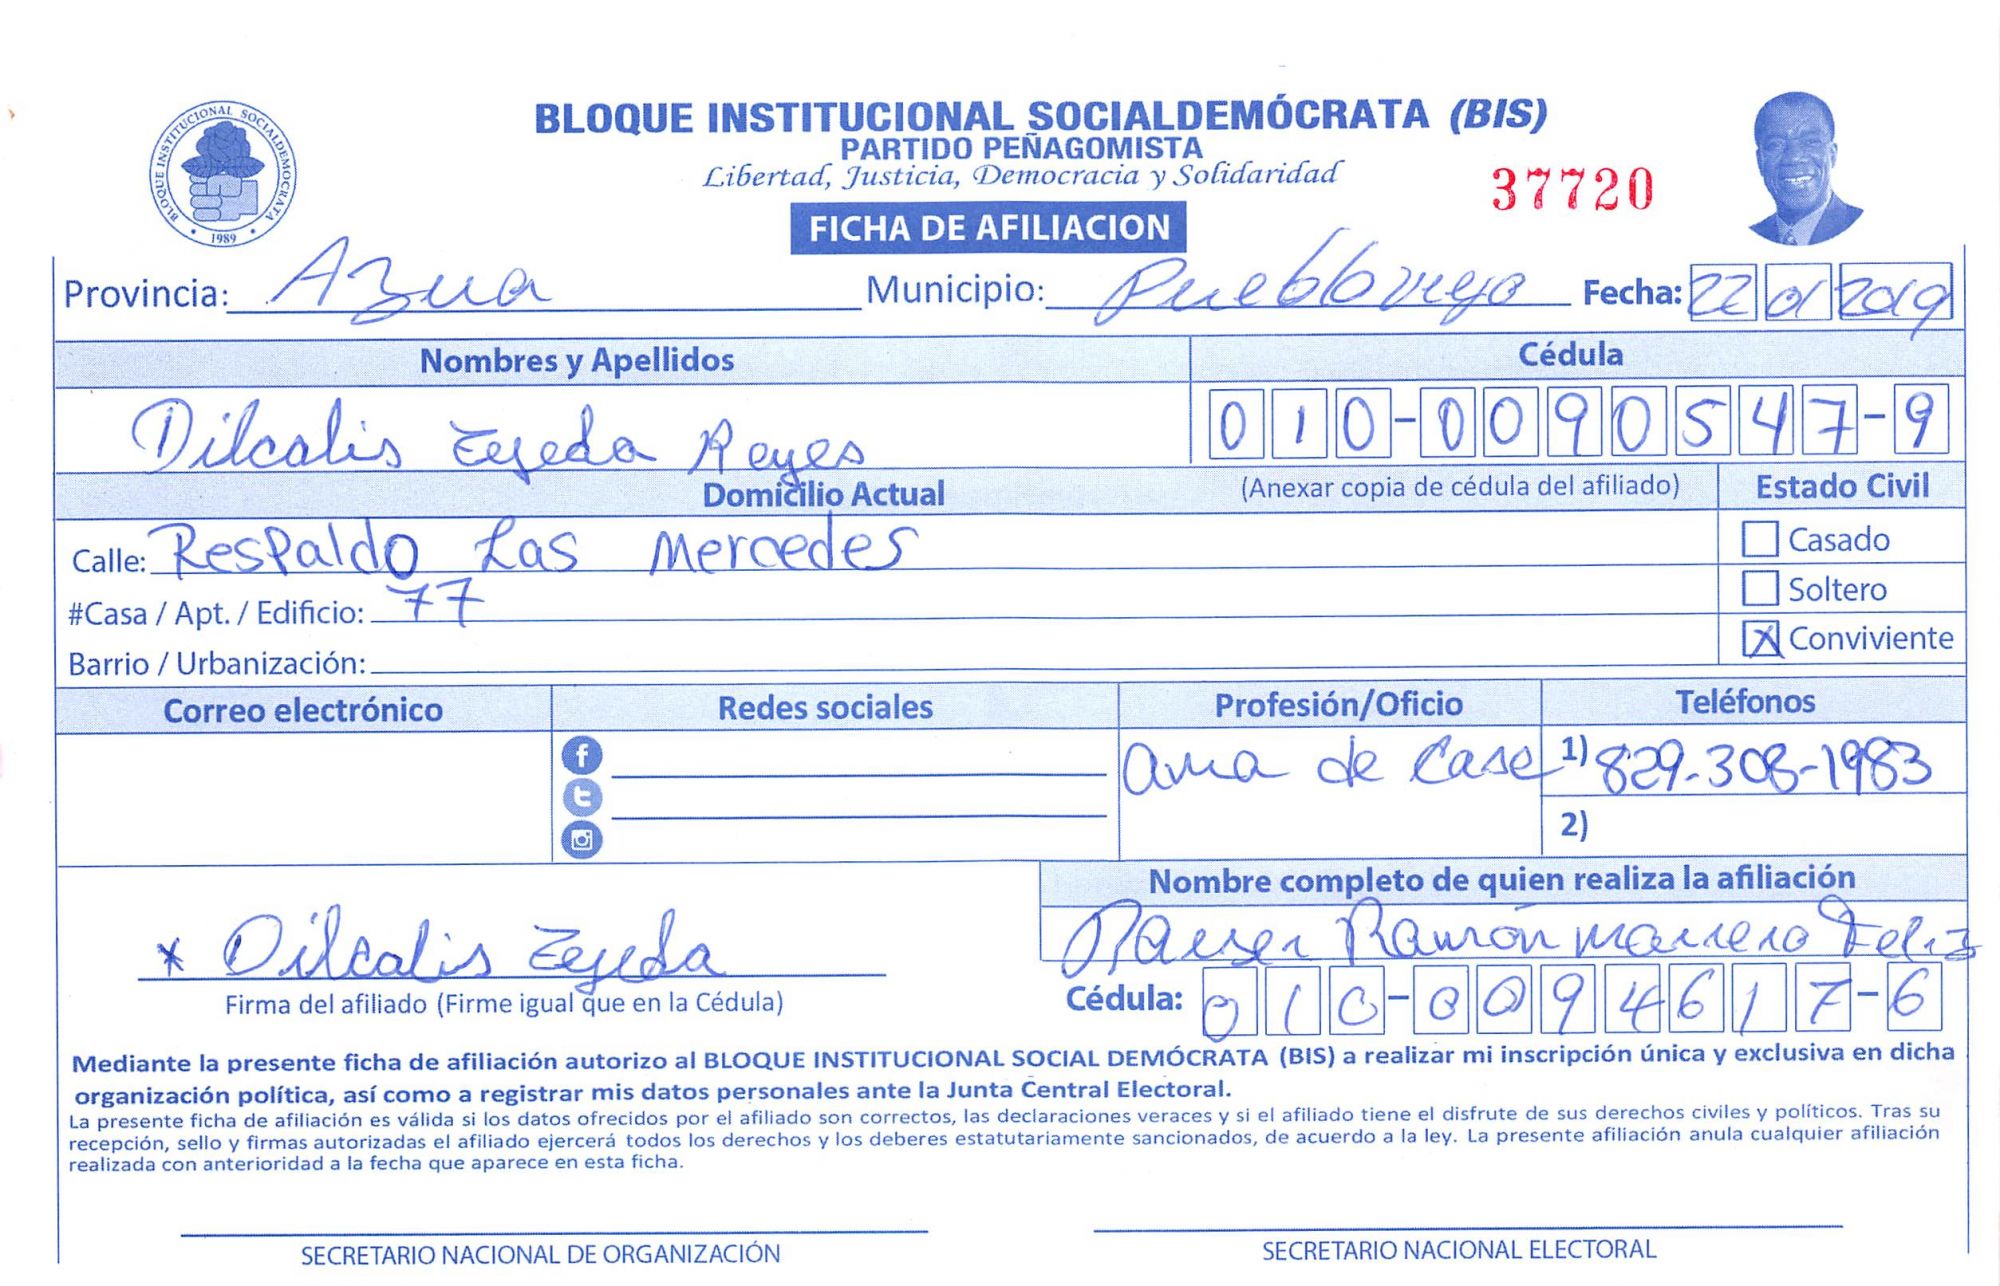 BLOQUE INSTITUCIONAL SOCIALDEMÓCRATA (BIS)
PARTIDO PEÑAGOMISTA
Libertad, Justicia, Democracia y Solidaridad
37720
BLOQUE INSTITUCIONAL SOCIALDEMOCRATA
1989
FICHA DE AFILIACION
Provincia: Azua Municipio: Pueblo viejo Fecha: 22 01 2019
Nombres y Apellidos Cédula
Dilcalis Tejeda Reyes 010-0090547-9
Domicilio Actual (Anexar copia de cédula del afiliado) Estado Civil
Calle: Respaldo Las Mercedes Casado
#Casa / Apt. / Edificio: 77 Soltero
Barrio / Urbanización: X Conviviente
Correo electrónico Redes sociales Profesión/Oficio Teléfonos
ama de Casa 1) 829-308-1983
2)
Nombre completo de quien realiza la afiliación
Ramón Marrero Feliz
* Dilcalis Tejeda
Firma del afiliado (Firme igual que en la Cédula) Cédula: 010-0094617-6
Mediante la presente ficha de afiliación autorizo al BLOQUE INSTITUCIONAL SOCIAL DEMÓCRATA (BIS) a realizar mi inscripción única y exclusiva en dicha
organización política, así como a registrar mis datos personales ante la Junta Central Electoral.
La presente ficha de afiliación es válida si los datos ofrecidos por el afiliado son correctos, las declaraciones veraces y si el afiliado tiene el disfrute de sus derechos civiles y políticos. Tras su
recepción, sello y firmas autorizadas el afiliado ejercerá todos los derechos y los deberes estatutariamente sancionados, de acuerdo a la ley. La presente afiliación anula cualquier afiliación
realizada con anterioridad a la fecha que aparece en esta ficha.
SECRETARIO NACIONAL DE ORGANIZACIÓN SECRETARIO NACIONAL ELECTORAL